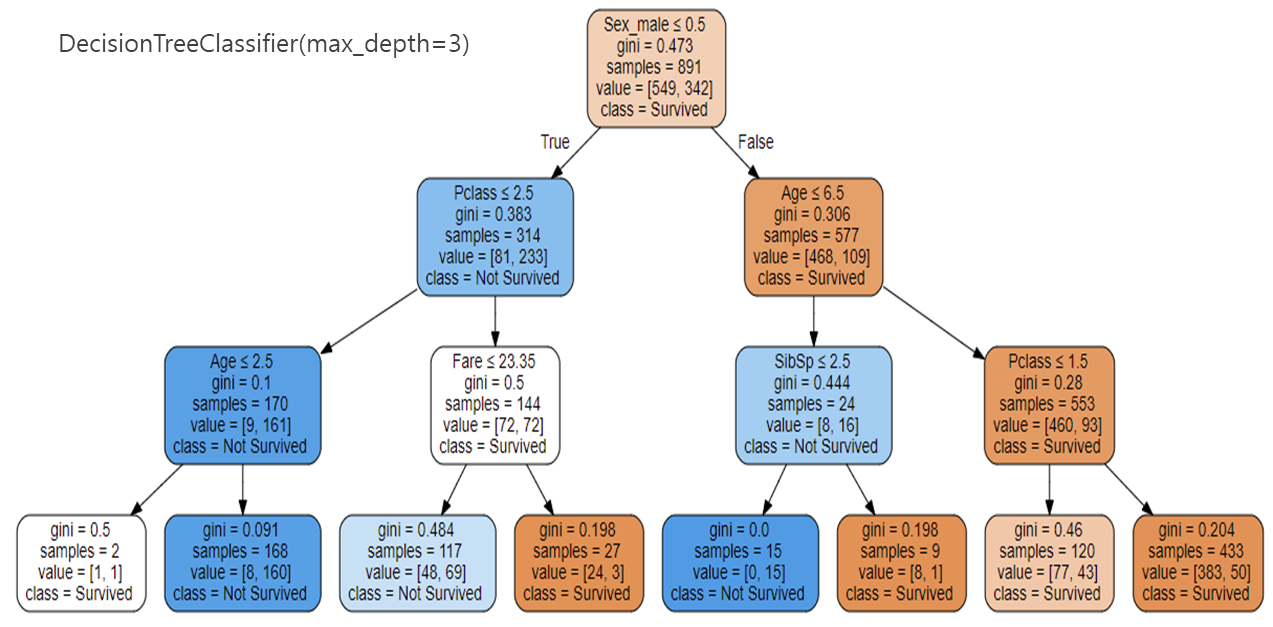 DecisionTreeClassifier(max_depth=3)
Sex_male ≤ 0.5
gini = 0.473
samples = 891
value = [549, 342]
class = Survived
True
False
Pclass ≤ 2.5
gini = 0.383
samples = 314
value = [81, 233]
class = Not Survived
Age ≤ 6.5
gini = 0.306
samples = 577
value = [468, 109]
class = Survived
Age ≤ 2.5
gini = 0.1
samples = 170
value = [9, 161]
class = Not Survived
Fare ≤ 23.35
gini = 0.5
samples = 144
value = [72, 72]
class = Survived
SibSp ≤ 2.5
gini = 0.444
samples = 24
value = [8, 16]
class = Not Survived
Pclass ≤ 1.5
gini = 0.28
samples = 553
value = [460, 93]
class = Survived
gini = 0.5
samples = 2
value = [1, 1]
class = Survived
gini = 0.091
samples = 168
value = [8, 160]
class = Not Survived
gini = 0.484
samples = 117
value = [48, 69]
class = Not Survived
gini = 0.198
samples = 27
value = [24, 3]
class = Survived
gini = 0.0
samples = 15
value = [0, 15]
class = Not Survived
gini = 0.198
samples = 9
value = [8, 1]
class = Survived
gini = 0.46
samples = 120
value = [77, 43]
class = Survived
gini = 0.204
samples = 433
value = [383, 50]
class = Survived